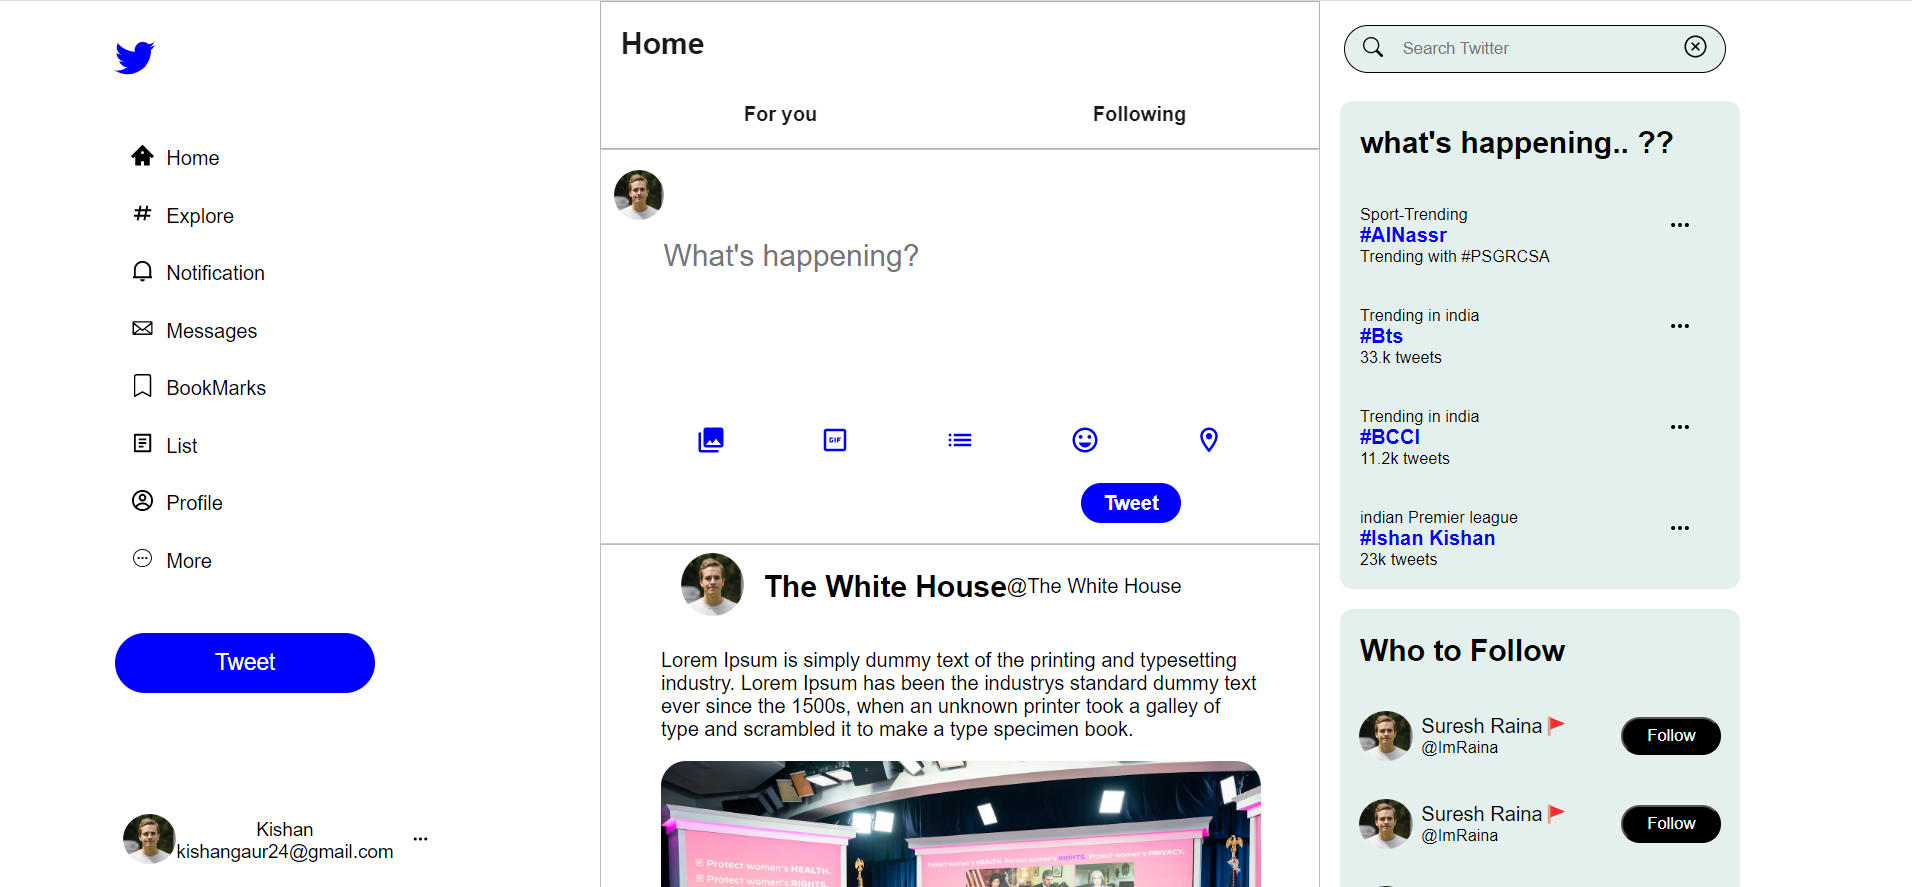 Home
Explore
Notification
Messages
BookMarks
List
Profile
More
Tweet
Kishan
kishangaur24@gmail.com
Home
For you
Following
What's happening?
GIF
Tweet
The White House@The White House
Lorem Ipsum is simply dummy text of the printing and typesetting
industry. Lorem Ipsum has been the industrys standard dummy text
ever since the 1500s, when an unknown printer took a galley of
type and scrambled it to make a type specimen book.
Protect women's HEALTH.
Protect women's RIGHTS.
Protect women's HEALTH. Protect women's RIGHTS. Protect women's PRIVACY.
Search Twitter
what's happening.. ??
Sport-Trending
#AlNassr
Trending with #PSGRCSA
Trending in india
#Bts
33.k tweets
Trending in india
#BCCI
11.2k tweets
indian Premier league
#Ishan Kishan
23k tweets
Who to Follow
Suresh Raina🚩
@ImRaina
Follow
Suresh Raina🚩
@ImRaina
Follow